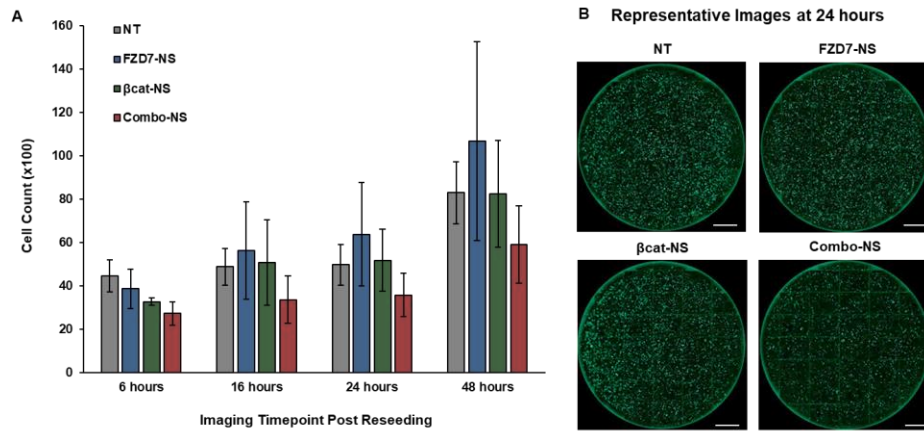 A
160
140
120
100
80
60
40
20
0
Cell Count (x100)
NT
FZD7-NS
βcat-NS
Combo-NS
6 hours
16 hours
24 hours
48 hours
Imaging Timepoint Post Reseeding
B
Representative Images at 24 hours
NT
FZD7-NS
βcat-NS
Combo-NS